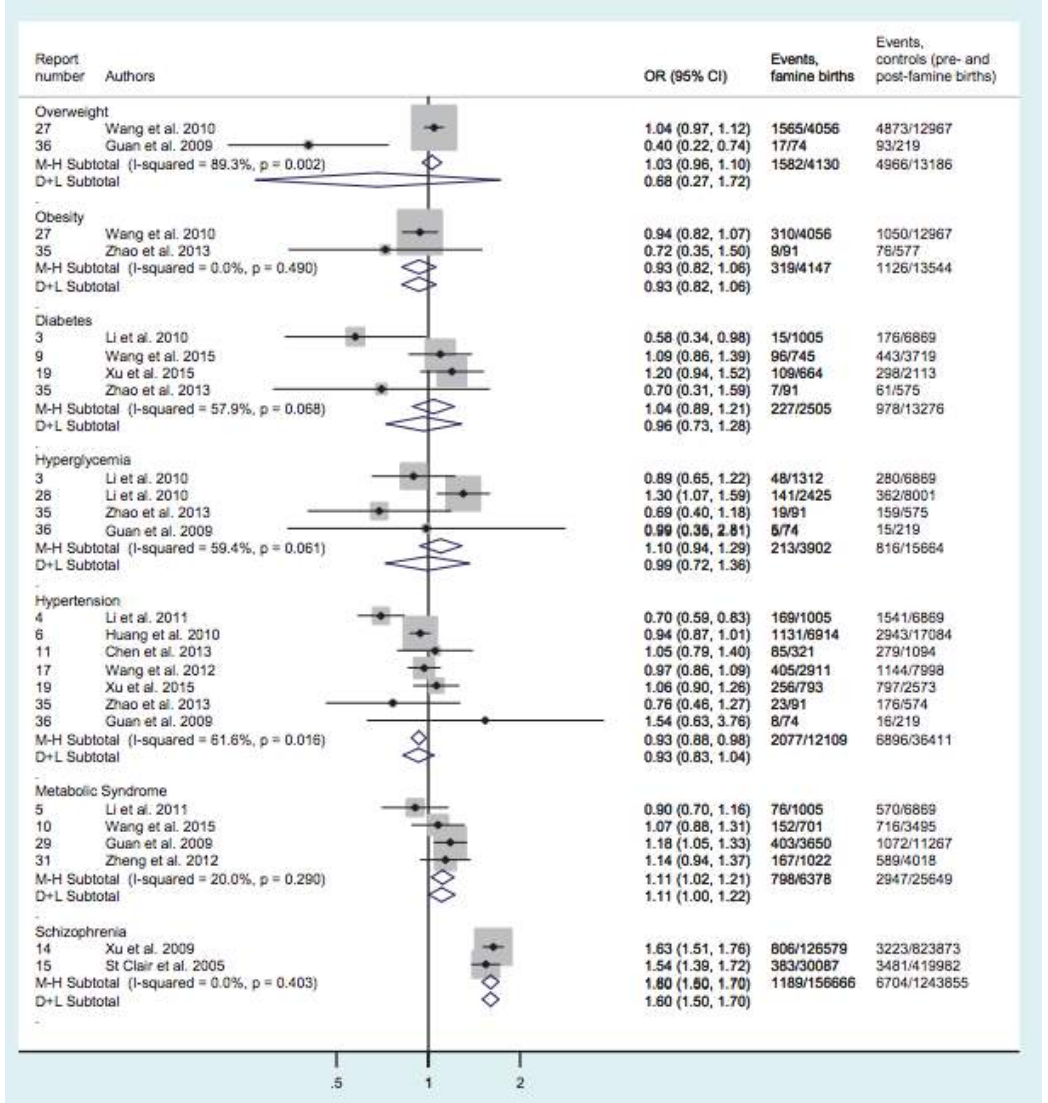 Report number Authors OR (95% CI) Events, famine births Events, controls (pre- and post-famine births)
Overweight
27 Wang et al. 2010 1.04 (0.97, 1.12) 1565/4056 4873/12967
36 Guan et al. 2009 0.40 (0.22, 0.74) 17/74 93/219
M-H Subtotal (I-squared = 89.3%, p = 0.002) 1.03 (0.96, 1.10) 1582/4130 4966/13186
D+L Subtotal 0.68 (0.27, 1.72)
.
Obesity
27 Wang et al. 2010 0.94 (0.82, 1.07) 310/4056 1050/12967
35 Zhao et al. 2013 0.72 (0.35, 1.50) 9/91 76/577
M-H Subtotal (I-squared = 0.0%, p = 0.490) 0.93 (0.82, 1.06) 319/4147 1126/13544
D+L Subtotal 0.93 (0.82, 1.06)
.
Diabetes
3 Li et al. 2010 0.58 (0.34, 0.98) 15/1005 176/6869
9 Wang et al. 2015 1.09 (0.86, 1.39) 96/745 443/3719
19 Xu et al. 2015 1.20 (0.94, 1.52) 109/664 298/2113
35 Zhao et al. 2013 0.70 (0.31, 1.59) 7/91 61/575
M-H Subtotal (I-squared = 57.9%, p = 0.068) 1.04 (0.89, 1.21) 227/2505 978/13276
D+L Subtotal 0.96 (0.73, 1.28)
.
Hyperglycemia
3 Li et al. 2010 0.89 (0.65, 1.22) 48/1312 280/6869
28 Li et al. 2010 1.30 (1.07, 1.59) 141/2425 362/8001
35 Zhao et al. 2013 0.69 (0.40, 1.18) 19/91 159/575
36 Guan et al. 2009 0.99 (0.35, 2.81) 5/74 15/219
M-H Subtotal (I-squared = 59.4%, p = 0.061) 1.10 (0.94, 1.29) 213/3902 816/15664
D+L Subtotal 0.99 (0.72, 1.36)
.
Hypertension
4 Li et al. 2011 0.70 (0.59, 0.83) 169/1005 1541/6869
6 Huang et al. 2010 0.94 (0.87, 1.01) 1131/6914 2943/17084
11 Chen et al. 2013 1.05 (0.79, 1.40) 85/321 279/1094
17 Wang et al. 2012 0.97 (0.86, 1.09) 405/2911 1144/7998
19 Xu et al. 2015 1.06 (0.90, 1.26) 256/793 797/2573
35 Zhao et al. 2013 0.76 (0.46, 1.27) 23/91 176/574
36 Guan et al. 2009 1.54 (0.63, 3.76) 8/74 16/219
M-H Subtotal (I-squared = 61.6%, p = 0.016) 0.93 (0.88, 0.98) 2077/12109 6896/36411
D+L Subtotal 0.93 (0.83, 1.04)
.
Metabolic Syndrome
5 Li et al. 2011 0.90 (0.70, 1.16) 76/1005 570/6869
10 Wang et al. 2015 1.07 (0.88, 1.31) 152/701 716/3495
29 Guan et al. 2009 1.18 (1.05, 1.33) 403/3650 1072/11267
31 Zheng et al. 2012 1.14 (0.94, 1.37) 167/1022 589/4018
M-H Subtotal (I-squared = 20.0%, p = 0.290) 1.11 (1.02, 1.21) 798/6378 2947/25649
D+L Subtotal 1.11 (1.00, 1.22)
.
Schizophrenia
14 Xu et al. 2009 1.63 (1.51, 1.76) 806/126579 3223/823873
15 St Clair et al. 2005 1.54 (1.39, 1.72) 383/30087 3481/419982
M-H Subtotal (I-squared = 0.0%, p = 0.403) 1.60 (1.50, 1.70) 1189/156666 6704/1243855
D+L Subtotal 1.60 (1.50, 1.70)
.
.5 1 2